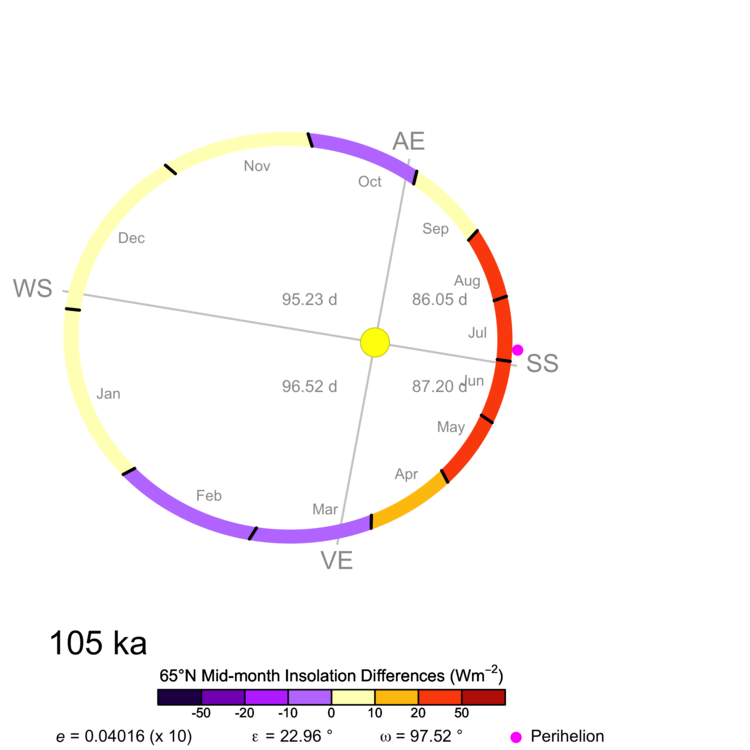 AE
Nov
Oct
Sep
Dec
Aug
WS
95.23 d
86.05 d
Jul
SS
96.52 d
87.20 d
Jun
Jan
May
Apr
Feb
Mar
VE
105 ka
65°N Mid-month Insolation Differences (Wm⁻²)
-50 -20 -10 0 10 20 50
e = 0.04016 (x 10) ε = 22.96 ° ω = 97.52 ° Perihelion